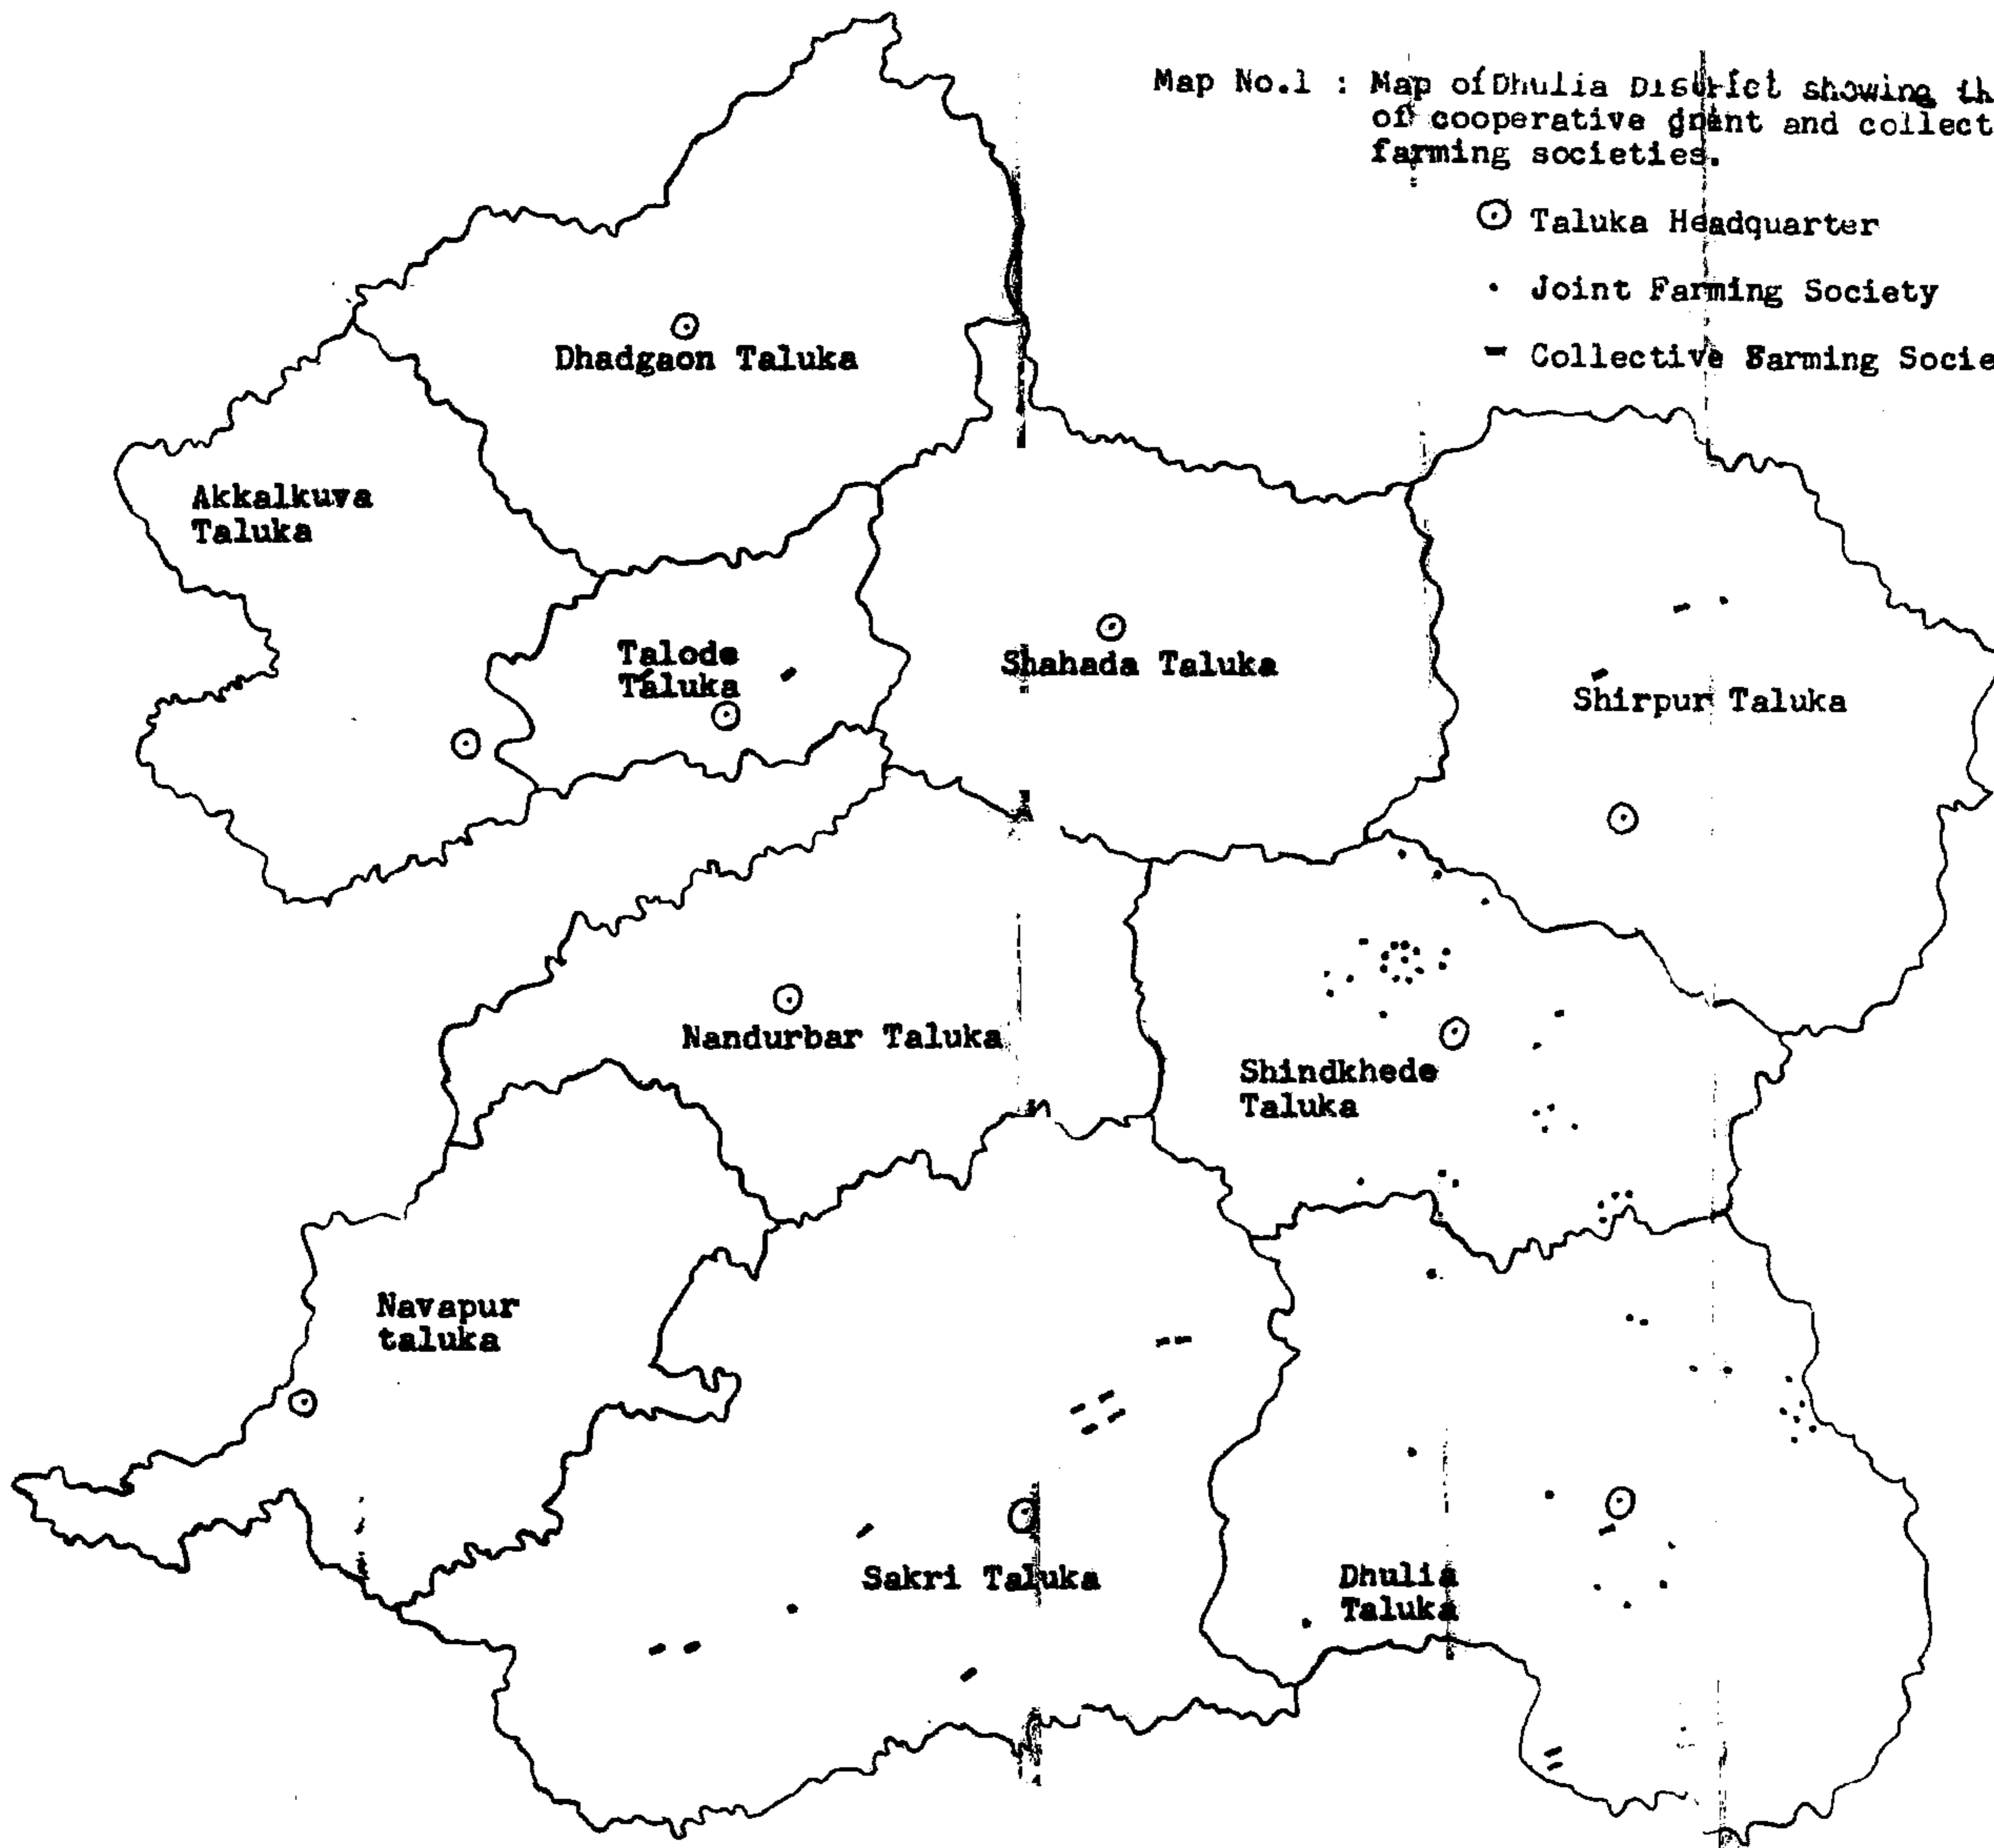 Map No.1 : Map of Dhulia District showing th
of cooperative and collect
farming societies.
Taluka Headquarter
Joint Farming Society
Collective Farming Socie
Dhadgaon Taluka
Akkalkuva
Taluka
Talode
Taluka
Shahada Taluka
Shirpur Taluka
Nandurbar Taluka
Shindkhede
Taluka
Navapur
taluka
Sakri Taluka
Dhulia
Taluka